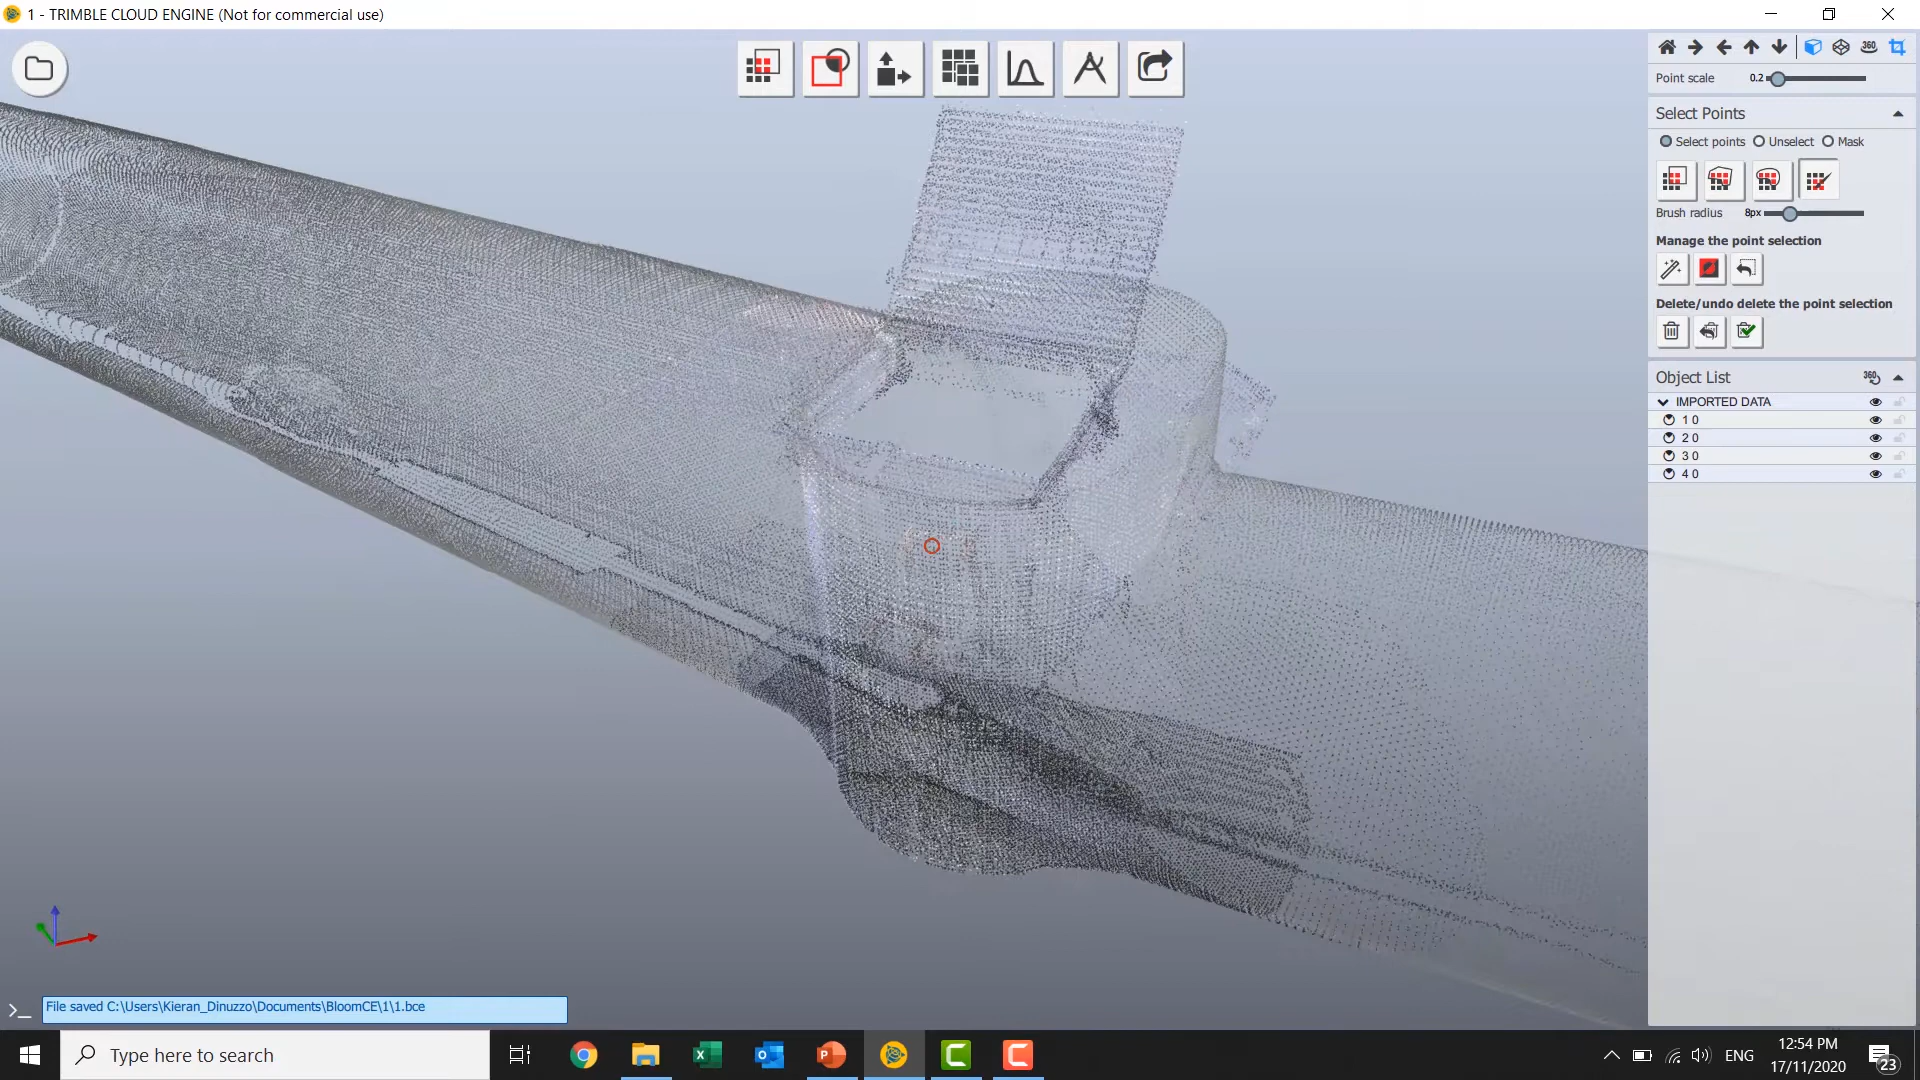 1 - TRIMBLE CLOUD ENGINE (Not for commercial use)
360
Point scale 0.2
Select Points
Select points Unselect Mask
Brush radius 8px
Manage the point selection
Delete/undo delete the point selection
Object List 360
IMPORTED DATA
1 0
2 0
3 0
4 0
File saved C:\Users\Kieran_Dinuzzo\Documents\BloomCE\1\1.bce
Type here to search
ENG
12:54 PM
17/11/2020
23